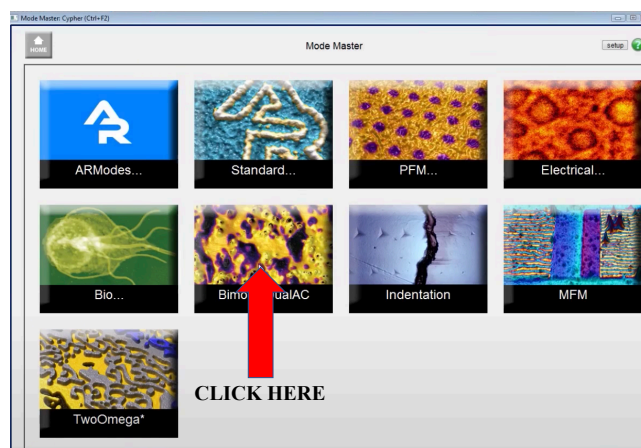 Mode Master: Cypher (Ctrl+F2)
HOME
Mode Master
setup ?
AR
ARModes...
Standard...
PFM...
Electrical...
Bio...
Indentation
MFM
CLICK HERE
TwoOmega*